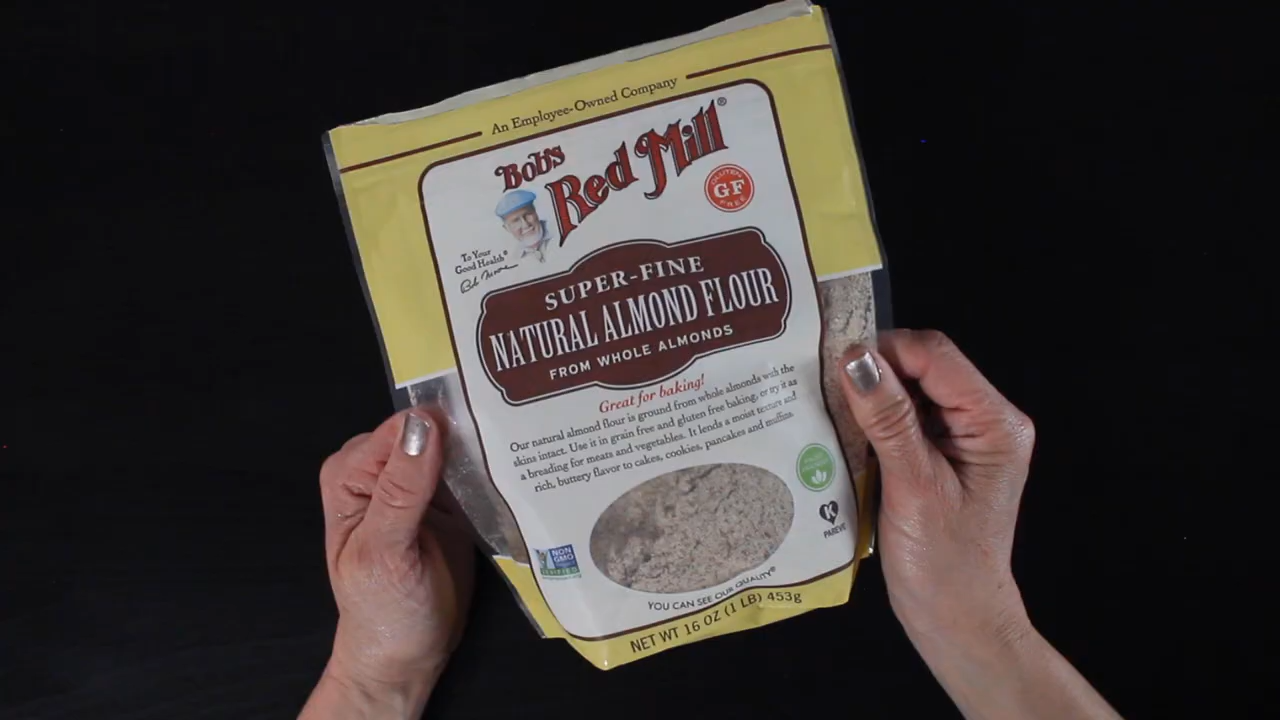 An Employee-Owned Company
Bob's
Red Mill®
GLUTEN
GF
FREE
To Your
Good Health®
Bob Moore
SUPER-FINE
NATURAL ALMOND FLOUR
FROM WHOLE ALMONDS
Great for baking!
Our natural almond flour is ground from whole almonds with the
skins intact. Use it in grain free and gluten free baking, or try it as
a breading for meats and vegetables. It lends a moist texture and
rich, buttery flavor to cakes, cookies, pancakes and muffins.
K
PAREVE
NON
GMO
VERIFIED
YOU CAN SEE OUR QUALITY®
NET WT 16 OZ (1 LB) 453g